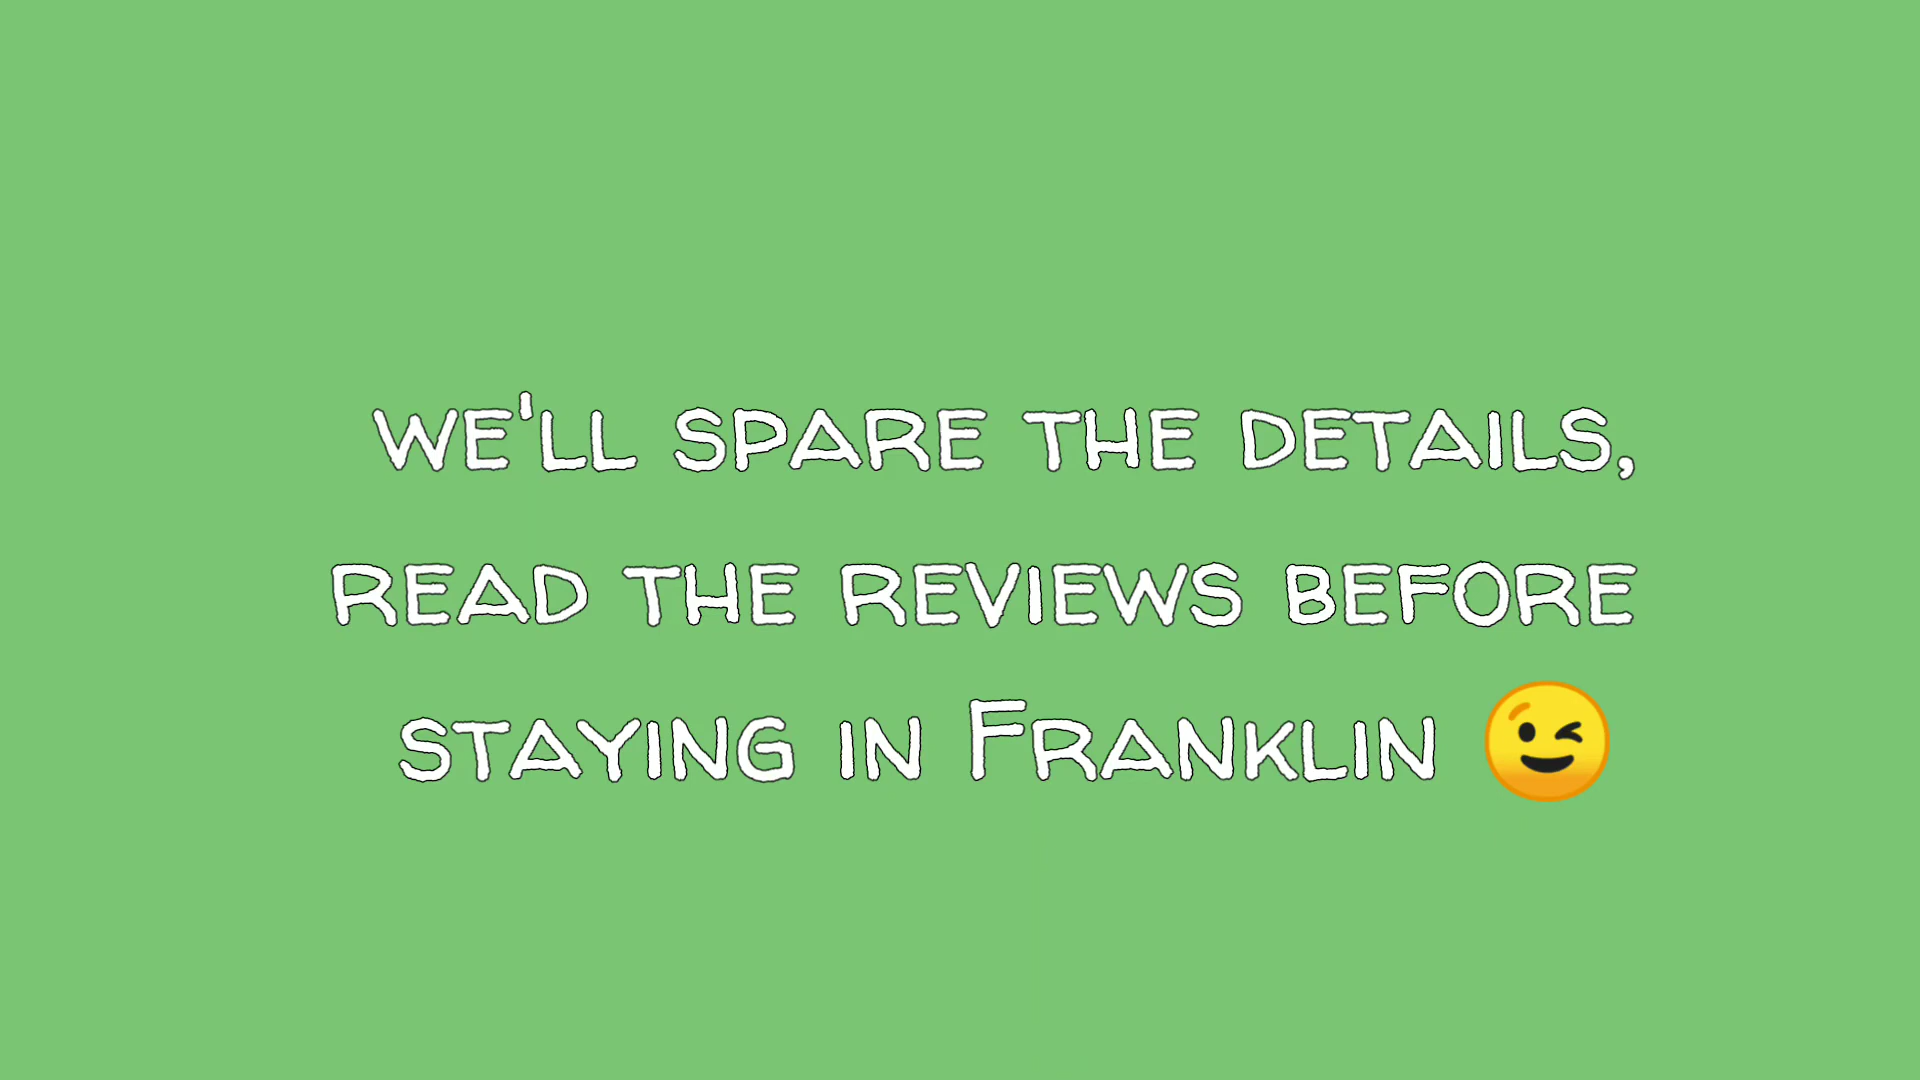 we'll spare the details,
read the reviews before
staying in Franklin 😉